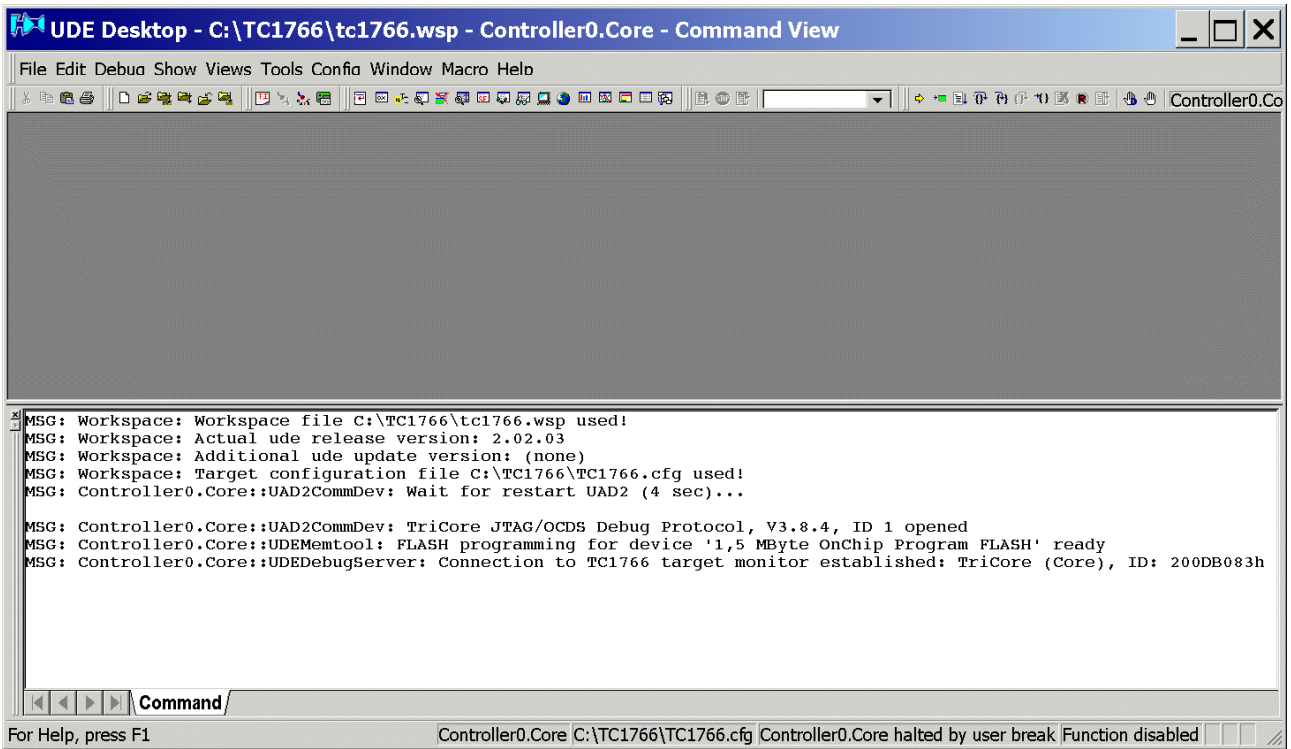 UDE Desktop - C:\TC1766\tc1766.wsp - Controller0.Core - Command View
File Edit Debug Show Views Tools Config Window Macro Help
Controller0.Co
MSG: Workspace: Workspace file C:\TC1766\tc1766.wsp used!
MSG: Workspace: Actual ude release version: 2.02.03
MSG: Workspace: Additional ude update version: (none)
MSG: Workspace: Target configuration file C:\TC1766\TC1766.cfg used!
MSG: Controller0.Core::UAD2CommDev: Wait for restart UAD2 (4 sec)...
MSG: Controller0.Core::UAD2CommDev: TriCore JTAG/OCDS Debug Protocol, V3.8.4, ID 1 opened
MSG: Controller0.Core::UDEMemtool: FLASH programming for device '1,5 MByte OnChip Program FLASH' ready
MSG: Controller0.Core::UDEDebugServer: Connection to TC1766 target monitor established: TriCore (Core), ID: 200DB083h
Command
For Help, press F1 Controller0.Core C:\TC1766\TC1766.cfg Controller0.Core halted by user break Function disabled